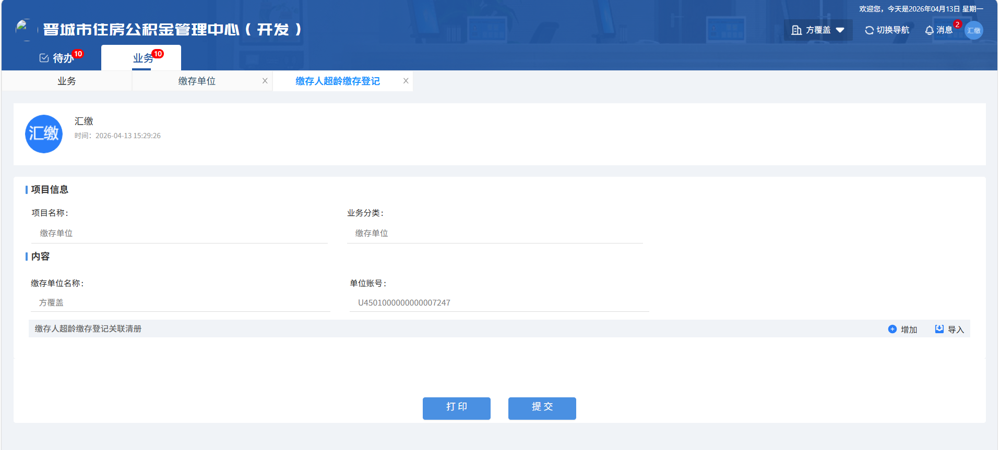 欢迎您，今天是2026年04月13日 星期一
晋城市住房公积金管理中心（开发）
方覆盖 切换导航 消息 2 汇缴
待办 10 业务 10
业务 缴存单位 缴存人超龄缴存登记
汇缴
汇缴
时间：2026-04-13 15:29:26
项目信息
项目名称： 业务分类：
缴存单位 缴存单位
内容
缴存单位名称： 单位账号：
方覆盖 U4501000000000007247
缴存人超龄缴存登记关联清册 增加 导入
打印 提交